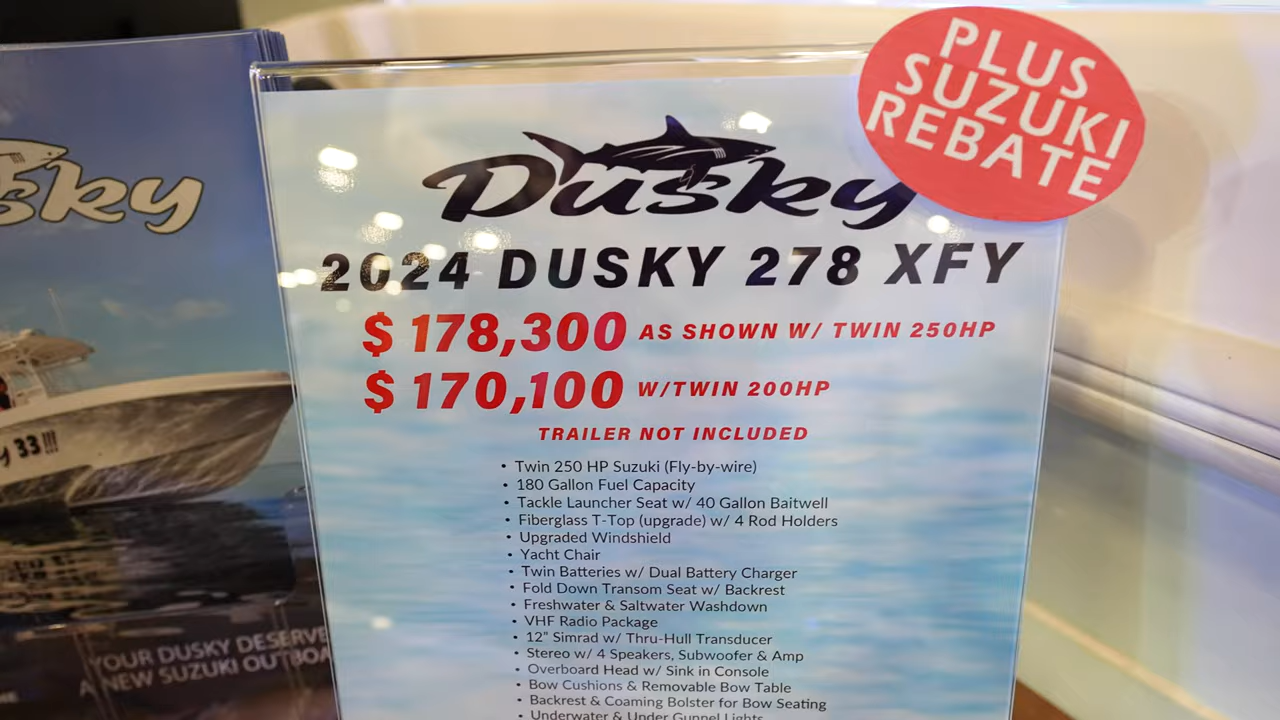 PLUS
SUZUKI
REBATE
Dusky
2024 DUSKY 278 XFY
$ 178,300 AS SHOWN W/ TWIN 250HP
$ 170,100 W/TWIN 200HP
TRAILER NOT INCLUDED
• Twin 250 HP Suzuki (Fly-by-wire)
• 180 Gallon Fuel Capacity
• Tackle Launcher Seat w/ 40 Gallon Baitwell
• Fiberglass T-Top (upgrade) w/ 4 Rod Holders
• Upgraded Windshield
• Yacht Chair
• Twin Batteries w/ Dual Battery Charger
• Fold Down Transom Seat w/ Backrest
• Freshwater & Saltwater Washdown
• VHF Radio Package
• 12" Simrad w/ Thru-Hull Transducer
• Stereo w/ 4 Speakers, Subwoofer & Amp
• Overboard Head w/ Sink in Console
• Bow Cushions & Removable Bow Table
• Backrest & Coaming Bolster for Bow Seating
• Underwater & Under Gunnel Lights
sky
y 33!!!
YOUR DUSKY DESERVE
A NEW SUZUKI OUTBOA